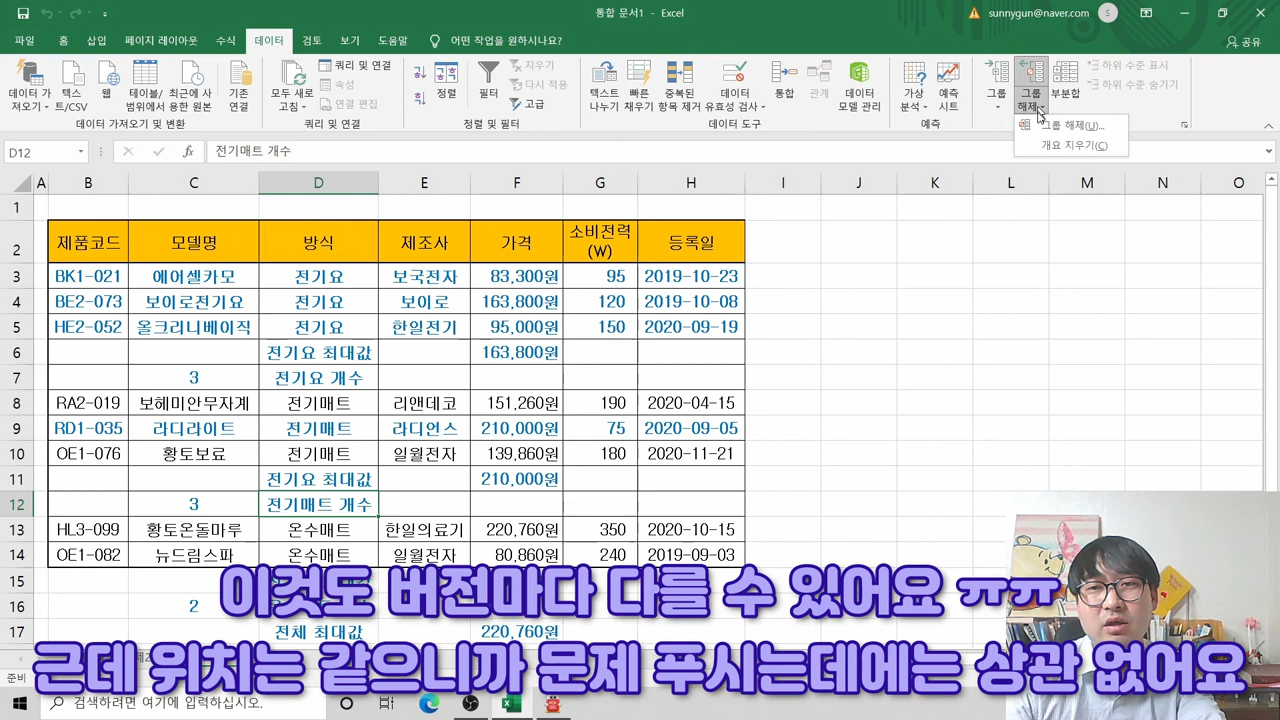 통합 문서1 - Excel
sunnygun@naver.com
S
파일 홈 삽입 페이지 레이아웃 수식 데이터 검토 보기 도움말 어떤 작업을 원하시나요?
공유
데이터 가져오기
텍스트/CSV
웹
테이블/범위에서
최근에 사용한 원본
기존 연결
데이터 가져오기 및 변환
모두 새로 고침
쿼리 및 연결
속성
연결 편집
쿼리 및 연결
정렬
필터
지우기
다시 적용
고급
정렬 및 필터
텍스트 나누기
빠른 채우기
중복된 항목 제거
데이터 유효성 검사
통합
관계
데이터 모델 관리
데이터 도구
가상 분석
예측 시트
예측
그룹
그룹 해제
부분합
하위 수준 표시
하위 수준 숨기기
그룹 해제(U)...
개요 지우기(C)
D12
fx
전기매트 개수
A B C D E F G H I J K L M N O
1
2 제품코드 모델명 방식 제조사 가격 소비전력(W) 등록일
3 BK1-021 에어셀카모 전기요 보국전자 83,300원 95 2019-10-23
4 BE2-073 보이로전기요 전기요 보이로 163,800원 120 2019-10-08
5 HE2-052 올크리니베이직 전기요 한일전기 95,000원 150 2020-09-19
6 전기요 최대값 163,800원
7 3 전기요 개수
8 RA2-019 보헤미안무자계 전기매트 리앤데코 151,260원 190 2020-04-15
9 RD1-035 라디라이트 전기매트 라디언스 210,000원 75 2020-09-05
10 OE1-076 황토보료 전기매트 일월전자 139,860원 180 2020-11-21
11 전기요 최대값 210,000원
12 3 전기매트 개수
13 HL3-099 황토온돌마루 온수매트 한일의료기 220,760원 350 2020-10-15
14 OE1-082 뉴드림스파 온수매트 일월전자 80,860원 240 2019-09-03
15
16 2
17 전체 최대값 220,760원
이것도 버전마다 다를 수 있어요 ㅠㅠ
근데 위치는 같으니까 문제 푸시는데에는 상관 없어요
준비
검색하려면 여기에 입력하십시오.